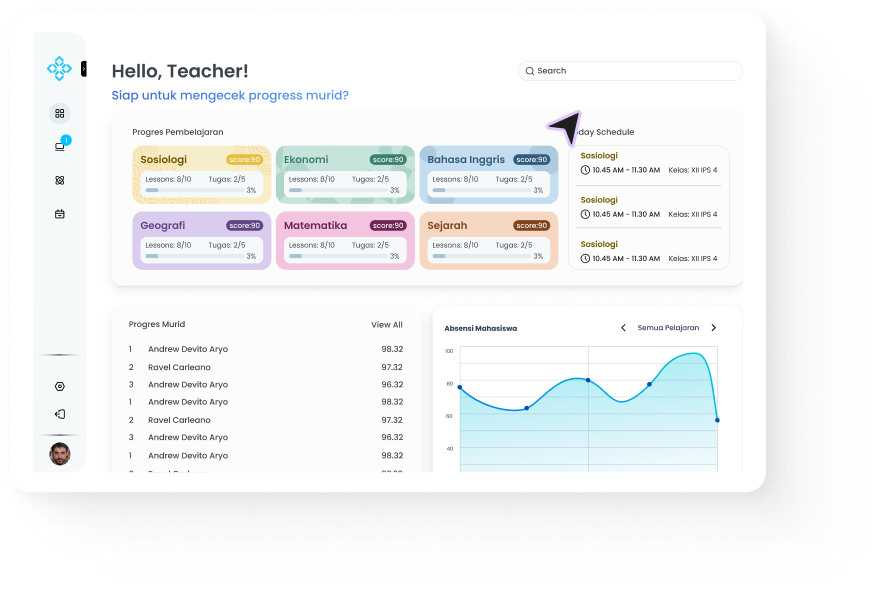 Hello, Teacher!
Search
Siap untuk mengecek progress murid?
1
Progres Pembelajaran
day Schedule
Sosiologi score:90
Lessons: 8/10 Tugas: 2/5
3%
Ekonomi score:90
Lessons: 8/10 Tugas: 2/5
3%
Bahasa Inggris score:90
Lessons: 8/10 Tugas: 2/5
3%
Geografi score:90
Lessons: 8/10 Tugas: 2/5
3%
Matematika score:90
Lessons: 8/10 Tugas: 2/5
3%
Sejarah score:90
Lessons: 8/10 Tugas: 2/5
3%
Sosiologi
10.45 AM - 11.30 AM Kelas: XII IPS 4
Sosiologi
10.45 AM - 11.30 AM Kelas: XII IPS 4
Sosiologi
10.45 AM - 11.30 AM Kelas: XII IPS 4
Progres Murid View All
1 Andrew Devito Aryo 98.32
2 Ravel Carleano 97.32
3 Andrew Devito Aryo 96.32
1 Andrew Devito Aryo 98.32
2 Ravel Carleano 97.32
3 Andrew Devito Aryo 96.32
1 Andrew Devito Aryo 98.32
Absensi Mahasiswa Semua Pelajaran
100
80
60
40